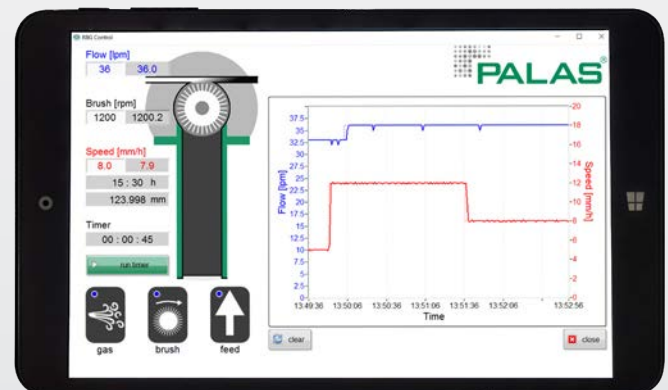 RBG Control
Flow [lpm]
36 36.0
Brush [rpm]
1200 1200.2
Speed [mm/h]
8.0 7.9
15 : 30 h
123.998 mm
Timer
00 : 00 : 45
run timer
gas brush feed
PALAS®
37.5 35 32.5 30 27.5 25 22.5 20 17.5 15 12.5 10 7.5 5 2.5 0
Flow [lpm]
20 18 16 14 12 10 8 6 4 2 0
Speed [mm/h]
13:49:36 13:50:06 13:50:36 13:51:06 13:51:36 13:52:06 13:52:56
Time
clear
close